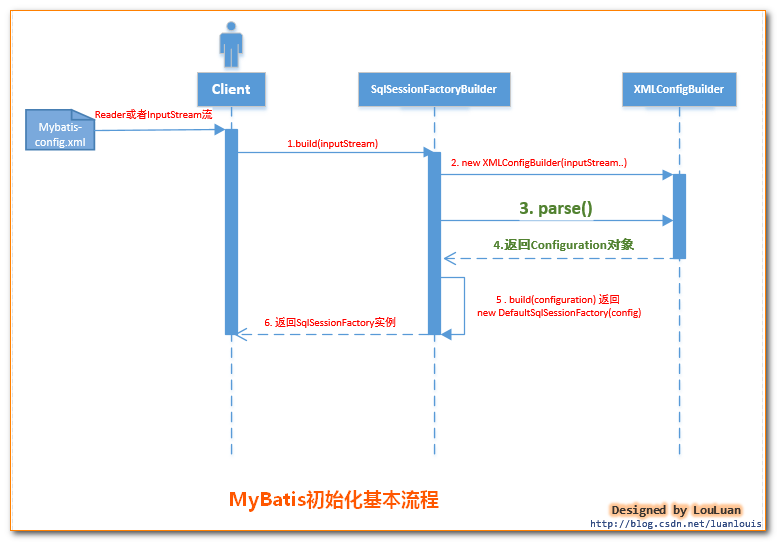 Client
SqlSessionFactoryBuilder
XMLConfigBuilder
Mybatis-
config.xml
Reader或者InputStream流
1.build(inputStream)
2. new XMLConfigBuilder(inputStream..)
3. parse()
4.返回Configuration对象
5 . build(configuration) 返回
new DefaultSqlSessionFactory(config)
6. 返回SqlSessionFactory实例
MyBatis初始化基本流程
Designed by LouLuan
http://blog.csdn.net/luanlouis